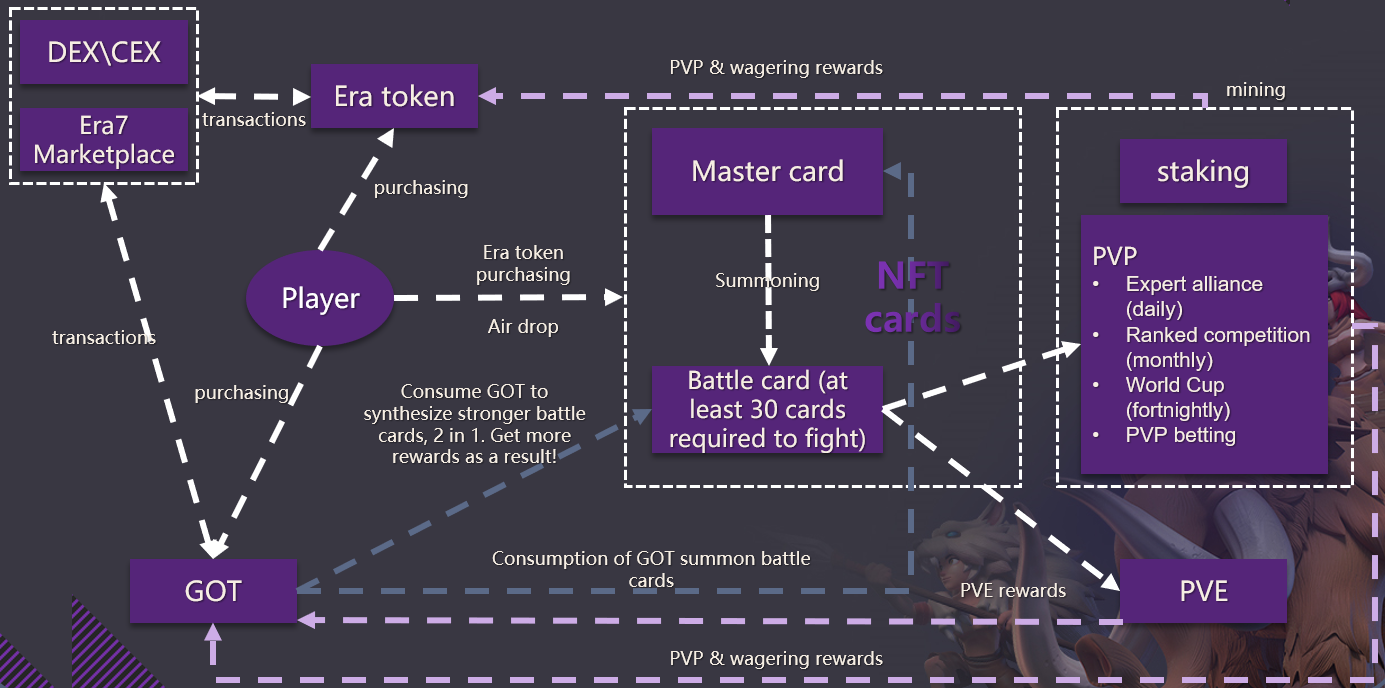 DEX\CEX
Era7
Marketplace
transactions
Era token
PVP & wagering rewards
mining
purchasing
Master card
staking
Era token
purchasing
Air drop
Player
Summoning
NFT
cards
PVP
• Expert alliance
(daily)
• Ranked competition
(monthly)
• World Cup
(fortnightly)
• PVP betting
transactions
purchasing
Consume GOT to
synthesize stronger battle
cards, 2 in 1. Get more
rewards as a result!
Battle card (at
least 30 cards
required to fight)
GOT
Consumption of GOT summon battle
cards
PVE rewards
PVE
PVP & wagering rewards